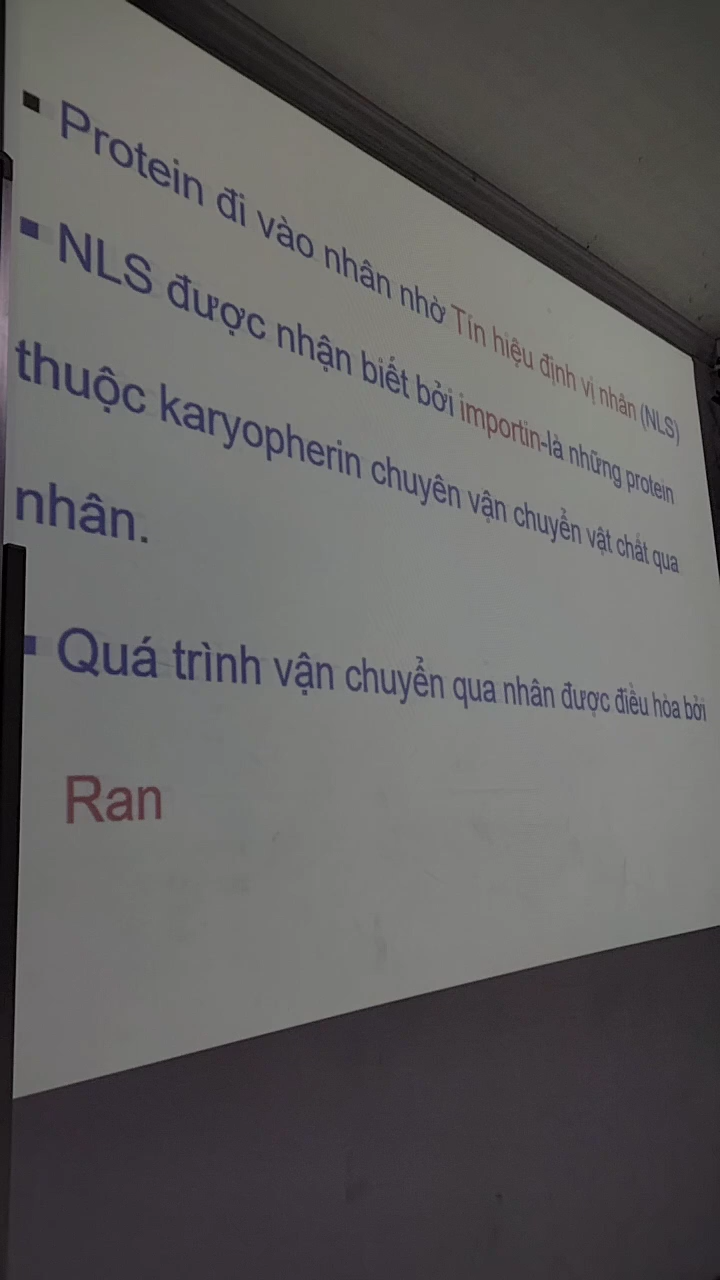 ▪ Protein đi vào nhân nhờ Tín hiệu định vị nhân (NLS)
▪ NLS được nhận biết bởi importin-là những protein
thuộc karyopherin chuyên vận chuyển vật chất qua
nhân.
▪ Quá trình vận chuyển qua nhân được điều hòa bởi
Ran